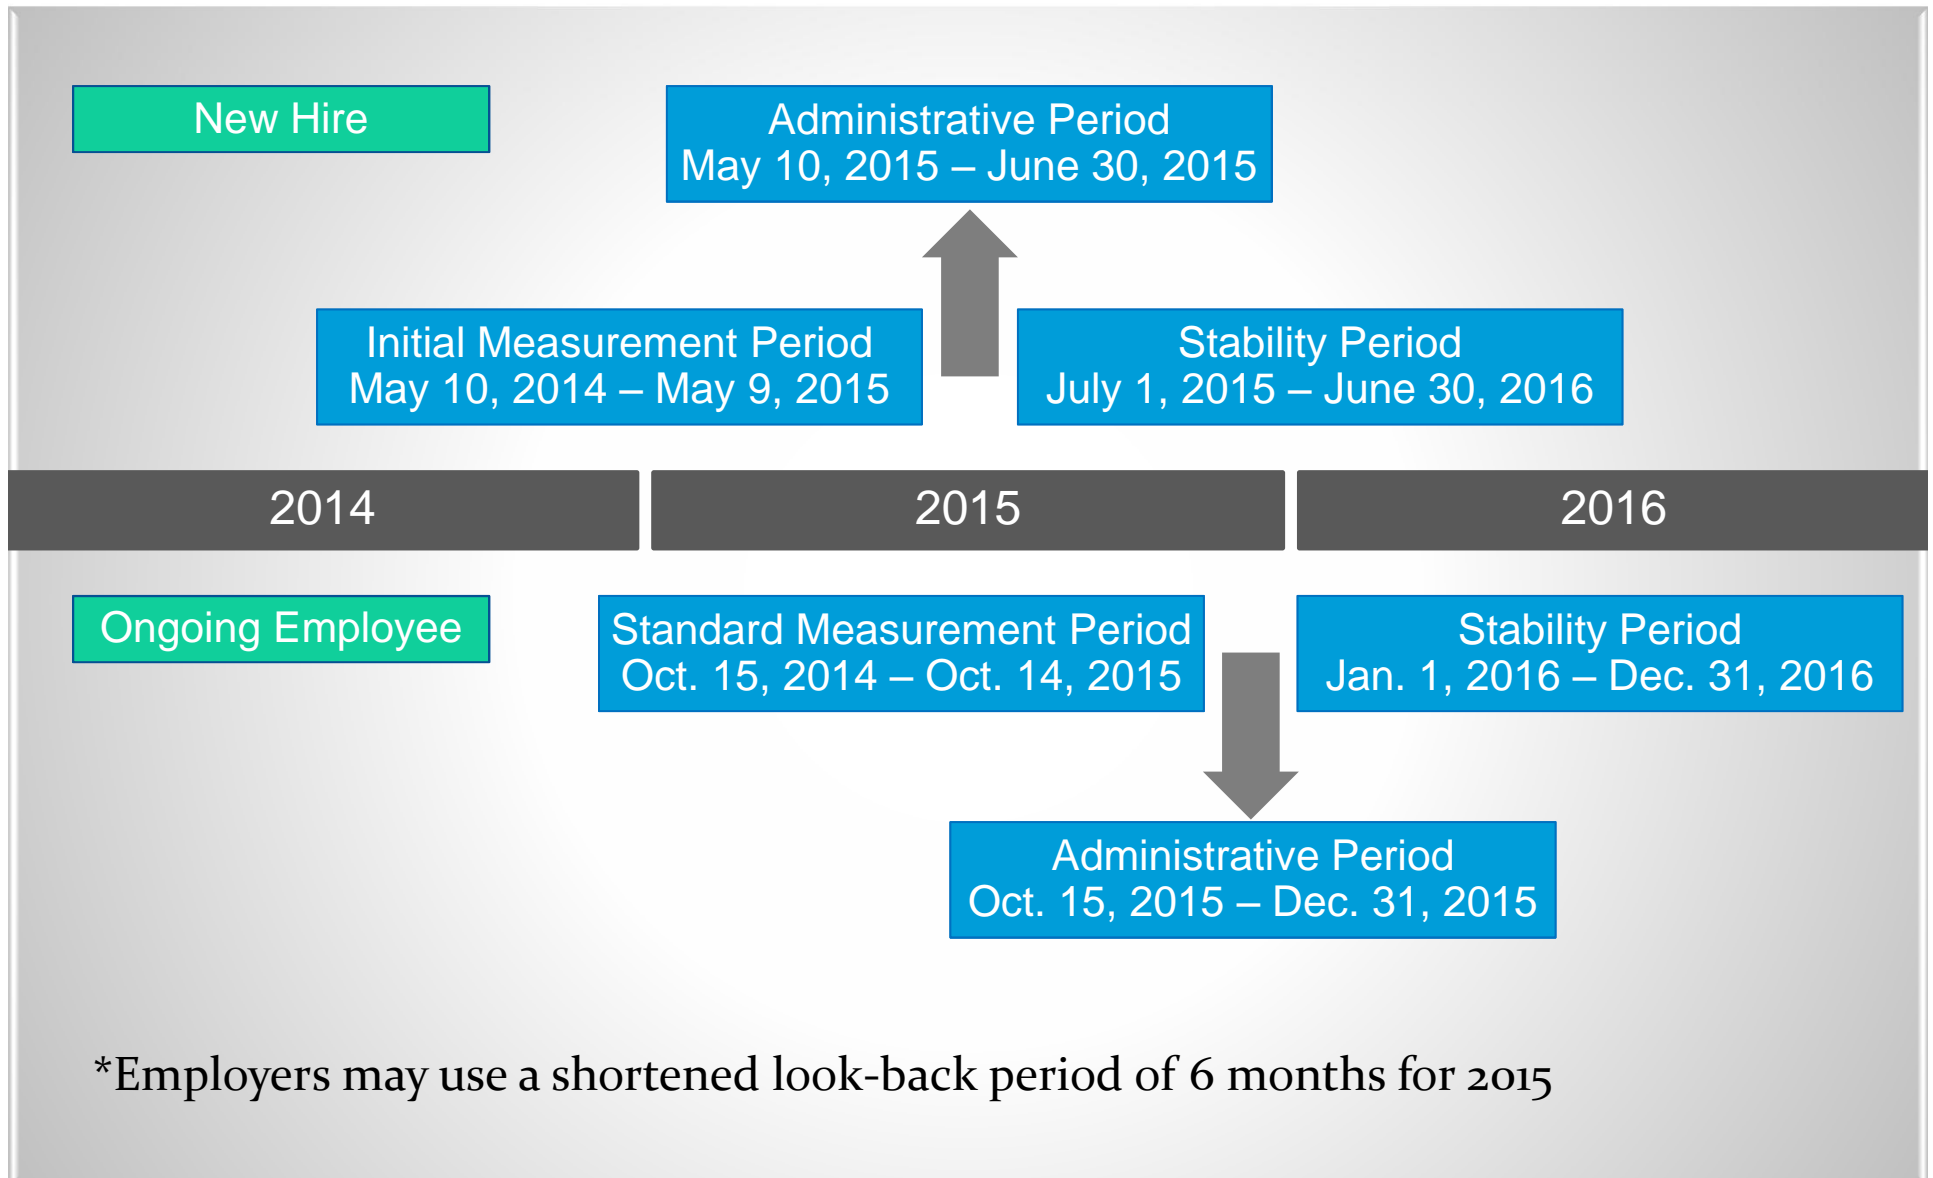 New Hire
Administrative Period
May 10, 2015 – June 30, 2015
Initial Measurement Period
May 10, 2014 – May 9, 2015
Stability Period
July 1, 2015 – June 30, 2016
2014
2015
2016
Ongoing Employee
Standard Measurement Period
Oct. 15, 2014 – Oct. 14, 2015
Stability Period
Jan. 1, 2016 – Dec. 31, 2016
Administrative Period
Oct. 15, 2015 – Dec. 31, 2015
*Employers may use a shortened look-back period of 6 months for 2015